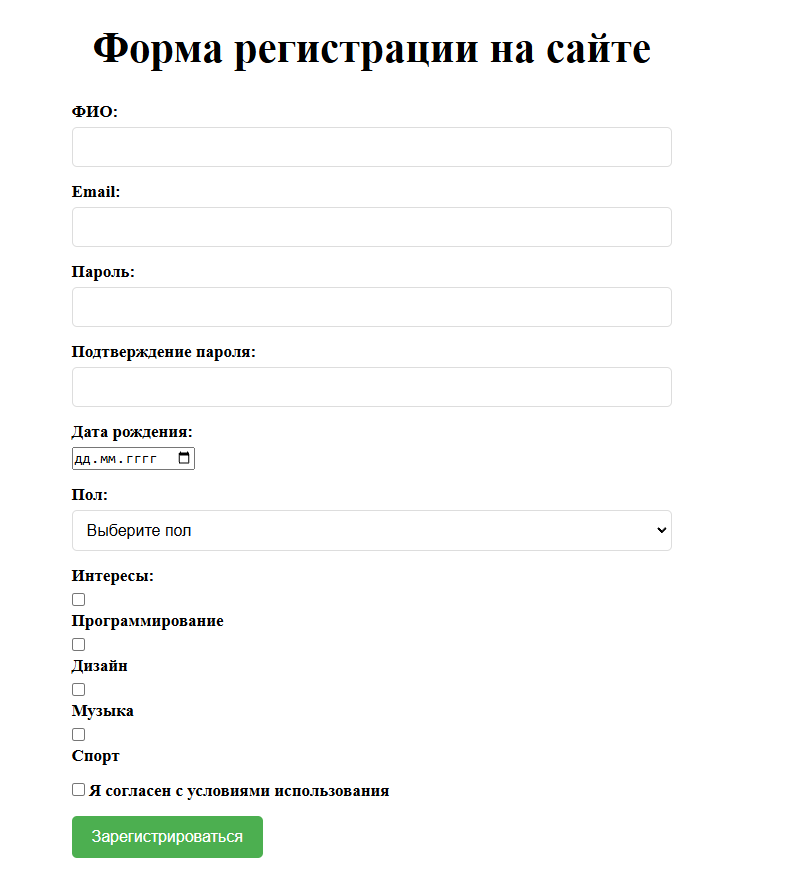 Форма регистрации на сайте
ФИО:
Email:
Пароль:
Подтверждение пароля:
Дата рождения:
дд.мм.гггг
Пол:
Выберите пол
Интересы:
Программирование
Дизайн
Музыка
Спорт
Я согласен с условиями использования
Зарегистрироваться